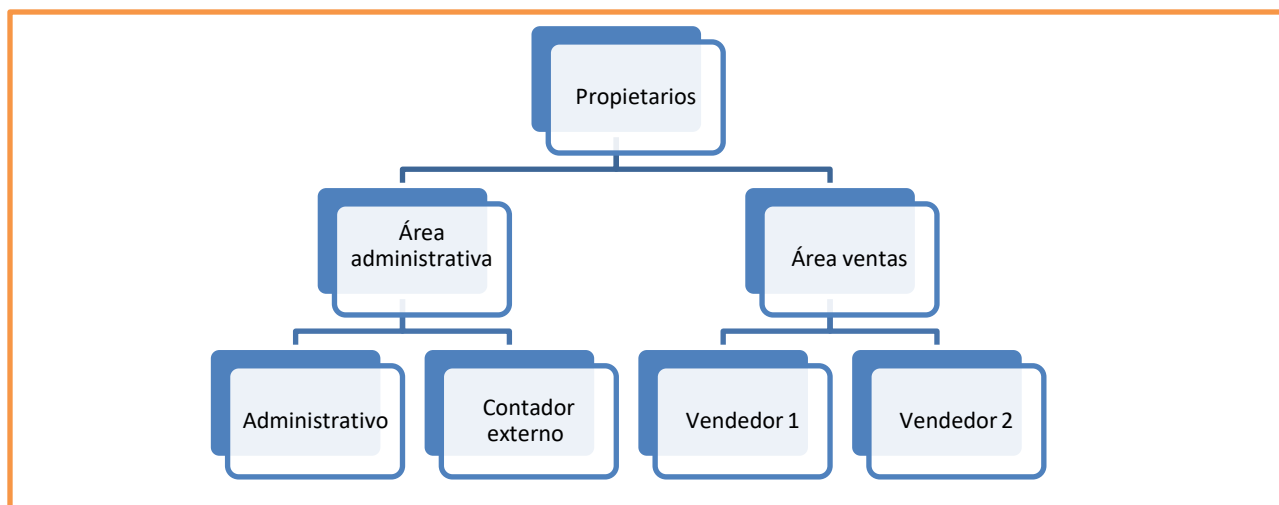 Propietarios
Área
administrativa
Área ventas
Administrativo
Contador
externo
Vendedor 1
Vendedor 2